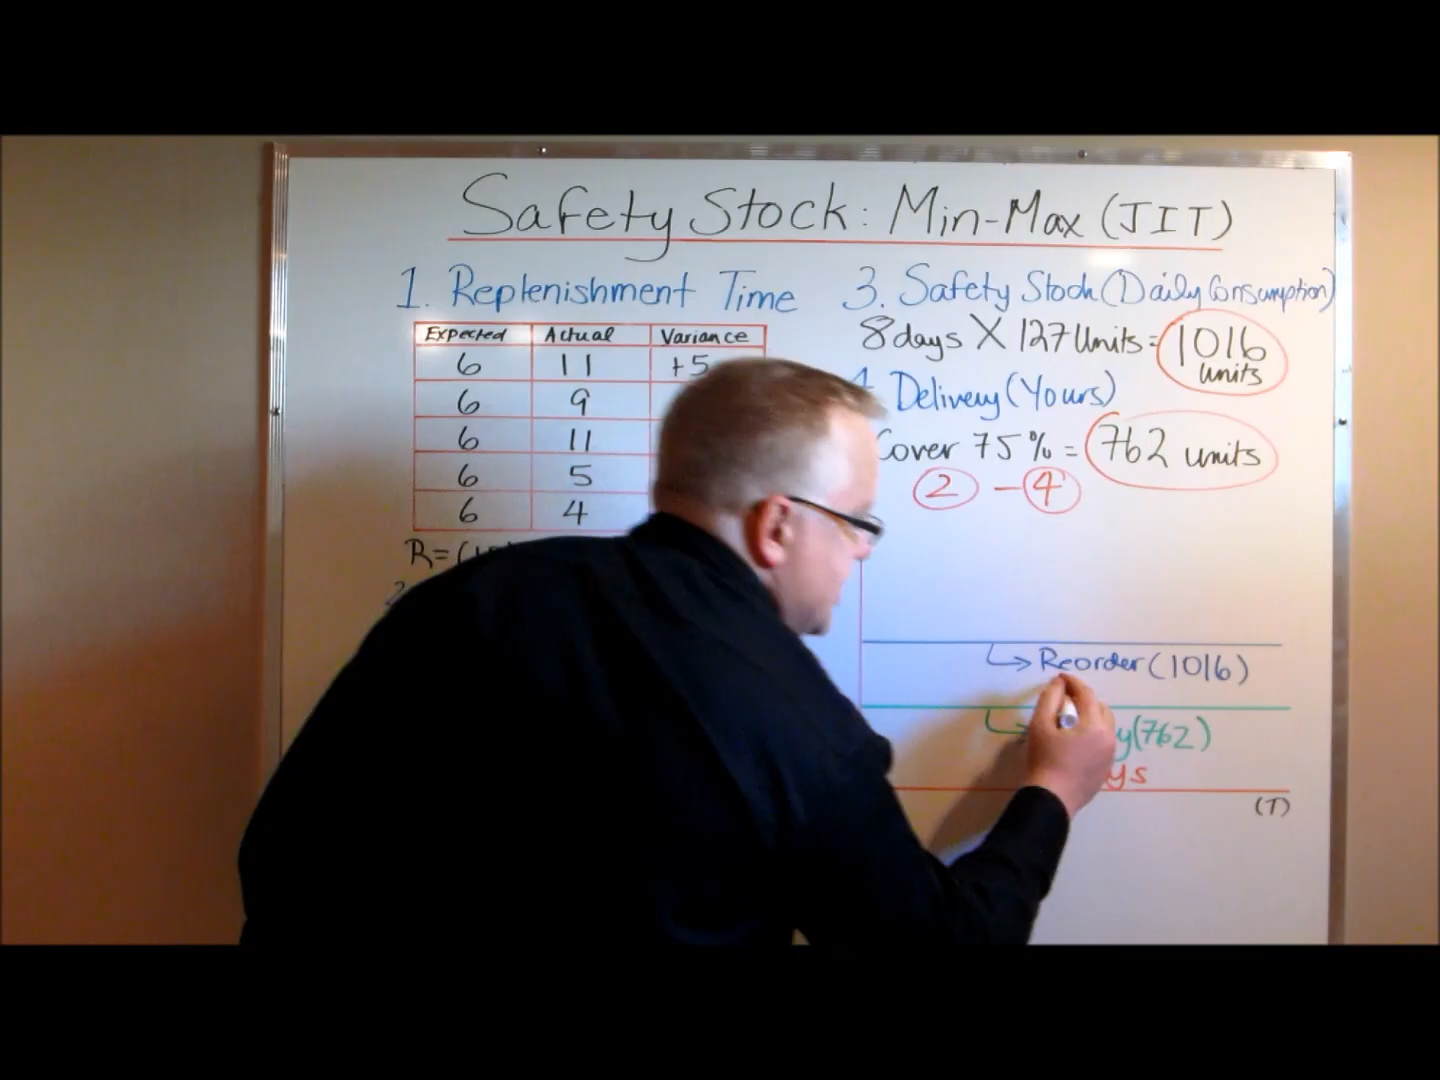 Safety Stock: Min-Max (JIT)
1. Replenishment Time
Expected Actual Variance
6 11 +5
6 9
6 11
6 5
6 4
R=(
2
3. Safety Stock (Daily Consumption)
8 days X 127 Units = 1016 units
Delivery (Yours)
Cover 75% = 762 units
2 - 4
Reorder (1016)
y(762)
ys
(T)